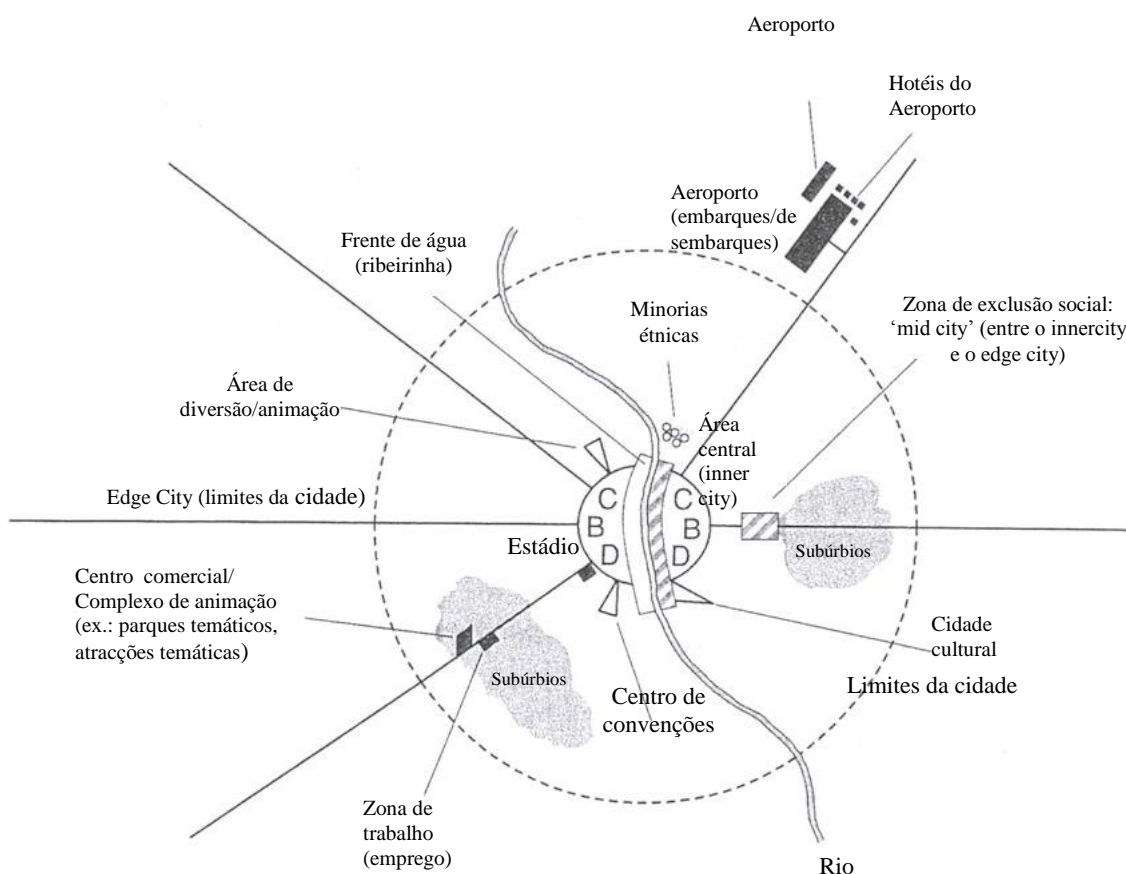 Aeroporto
Hotéis do
Aeroporto
Aeroporto
(embarques/de
sembarques)
Frente de água
(ribeirinha)
Minorias
étnicas
Zona de exclusão social:
‘mid city’ (entre o innercity
e o edge city)
Área de
diversão/animação
Área
central
(inner
city)
Edge City (limites da cidade)
C
B
D
C
B
D
Estádio
Subúrbios
Centro comercial/
Complexo de animação
(ex.: parques temáticos,
atracções temáticas)
Subúrbios
Cidade
cultural
Limites da cidade
Centro de
convenções
Zona de
trabalho
(emprego)
Rio